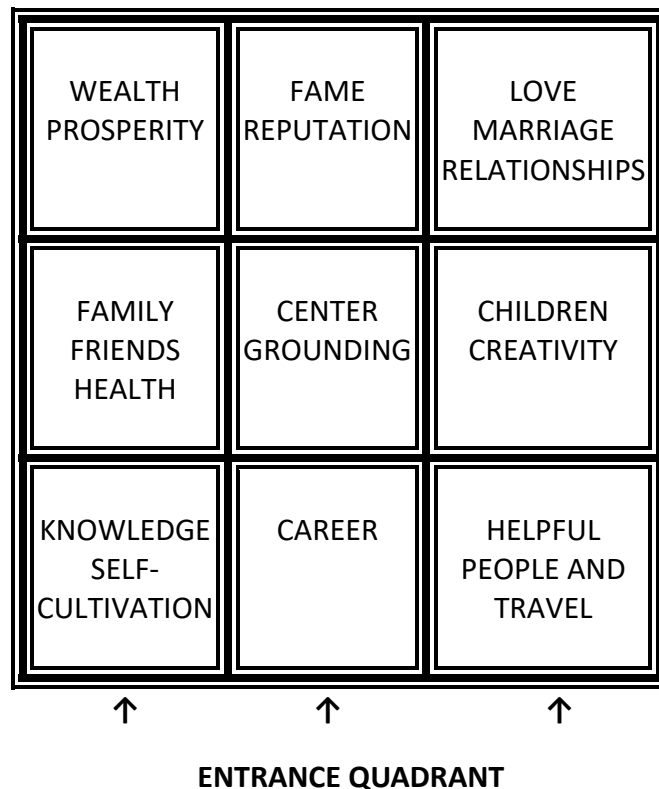 WEALTH
PROSPERITY
FAME
REPUTATION
LOVE
MARRIAGE
RELATIONSHIPS
FAMILY
FRIENDS
HEALTH
CENTER
GROUNDING
CHILDREN
CREATIVITY
KNOWLEDGE
SELF-
CULTIVATION
CAREER
HELPFUL
PEOPLE AND
TRAVEL
↑ ↑ ↑
ENTRANCE QUADRANT